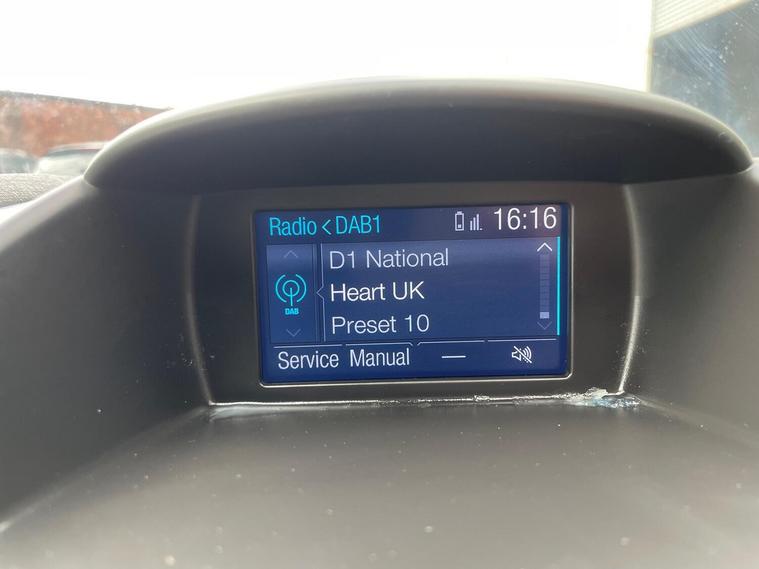 Radio < DAB1 16:16
D1 National
Heart UK
DAB
Preset 10
Service Manual —